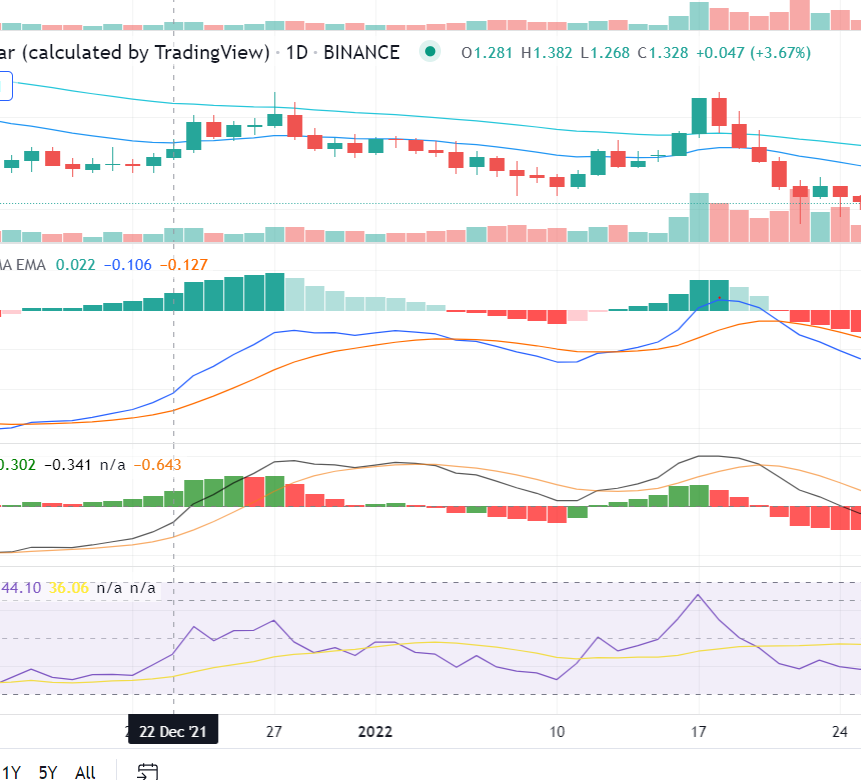 ar (calculated by TradingView) · 1D · BINANCE O1.281 H1.382 L1.268 C1.328 +0.047 (+3.67%)
MA EMA 0.022 −0.106 −0.127
0.302 −0.341 n/a −0.643
44.10 36.06 n/a n/a
22 Dec '21 27 2022 10 17 24
1Y 5Y All